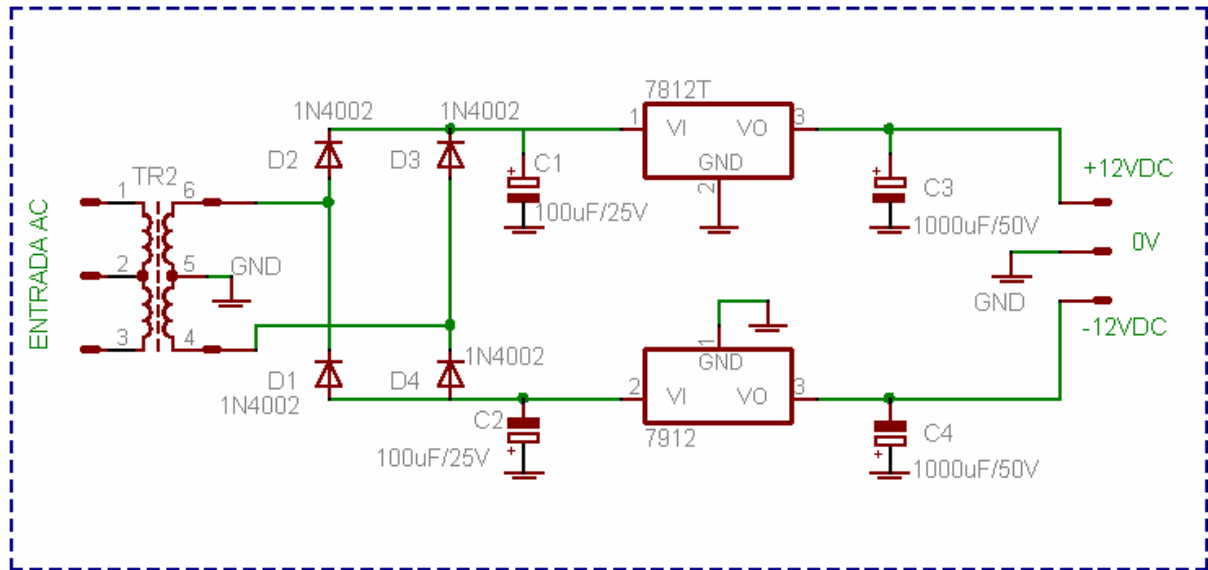 1N4002
1N4002
7812T
1
VI
VO
3
GND
2
D2
D3
C1
+
100uF/25V
+
C3
1000uF/50V
+12VDC
0V
GND
-12VDC
TR2
ENTRADA AC
1
6
2
5
GND
3
4
1N4002
D1
1N4002
D4
C2
+
100uF/25V
1
GND
2
VI
VO
3
7912
C4
+
1000uF/50V